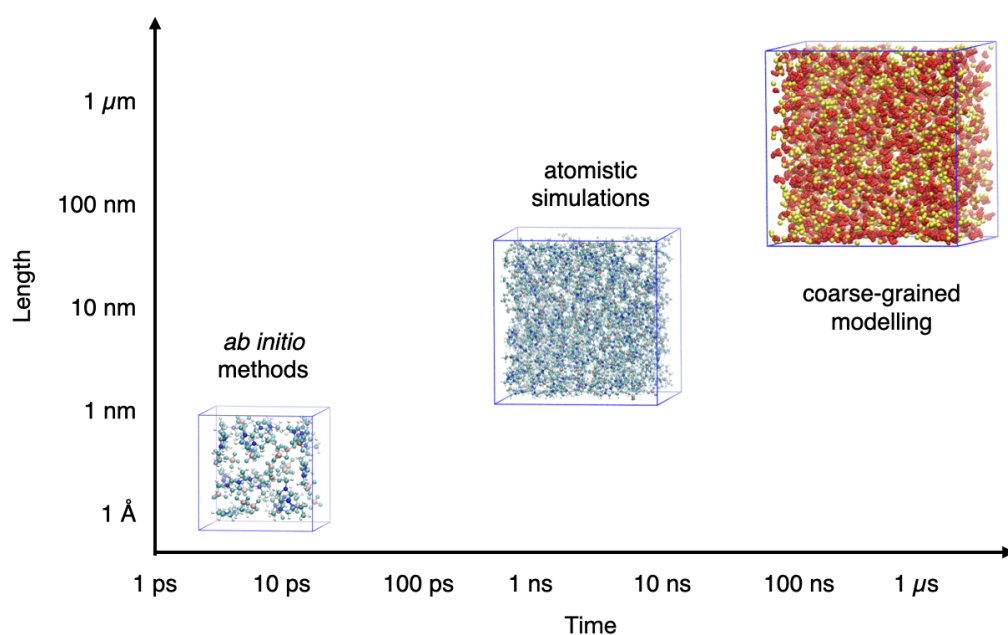 1 µm
atomistic
simulations
100 nm
Length
coarse-grained
modelling
10 nm
ab initio
methods
1 nm
1 Å
1 ps
10 ps
100 ps
1 ns
10 ns
100 ns
1 µs
Time